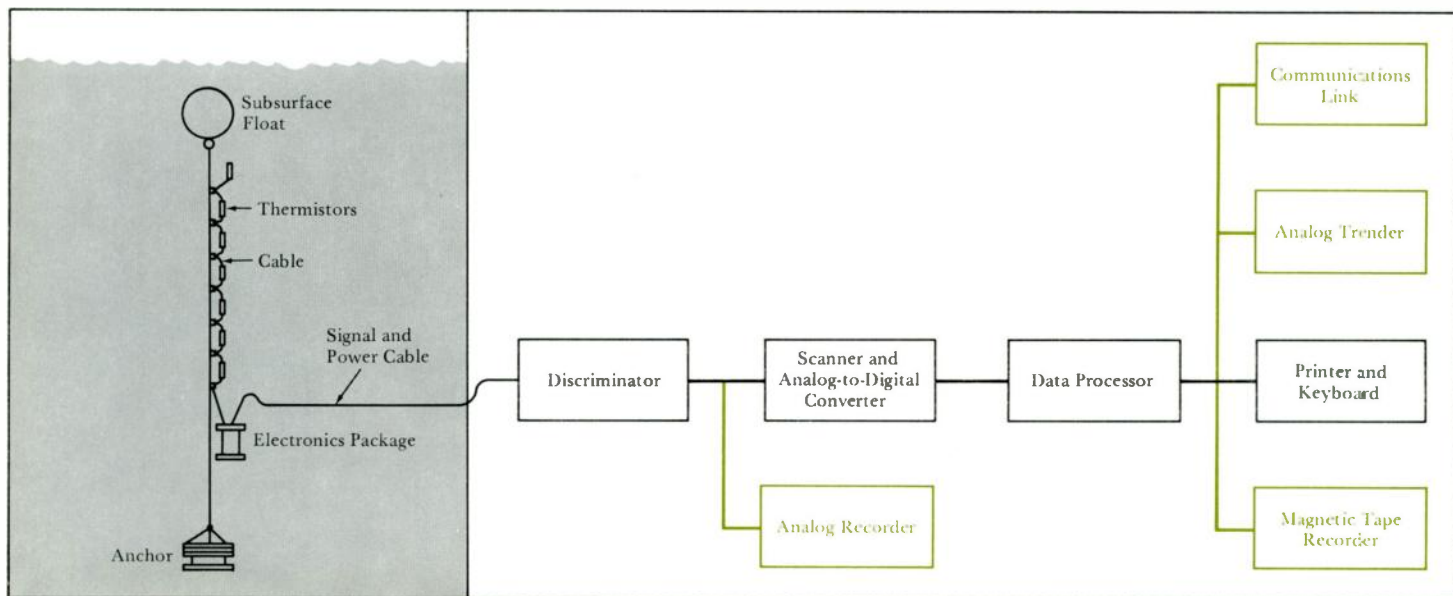 Subsurface
Float
Thermistors
Cable
Signal and
Power Cable
Electronics Package
Anchor
Discriminator
Scanner and
Analog-to-Digital
Converter
Data Processor
Analog Recorder
Communications
Link
Analog Trender
Printer and
Keyboard
Magnetic Tape
Recorder